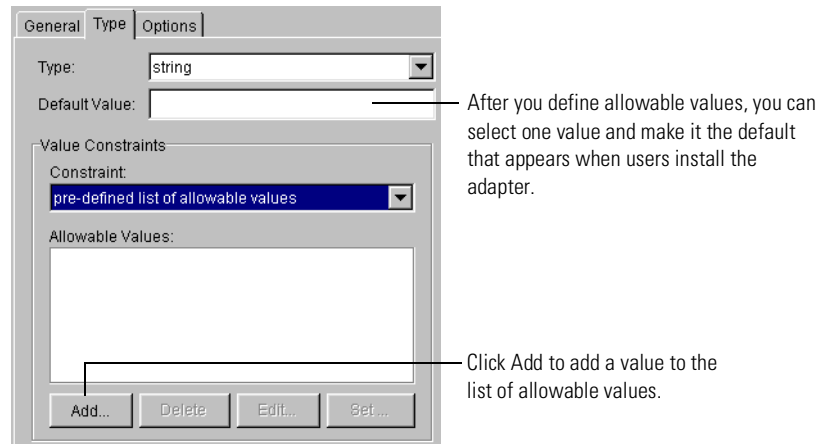 General Type Options
Type: string
Default Value:
After you define allowable values, you can
select one value and make it the default
that appears when users install the
adapter.
Value Constraints
Constraint:
pre-defined list of allowable values
Allowable Values:
Click Add to add a value to the
list of allowable values.
Add... Delete Edit... Set ...